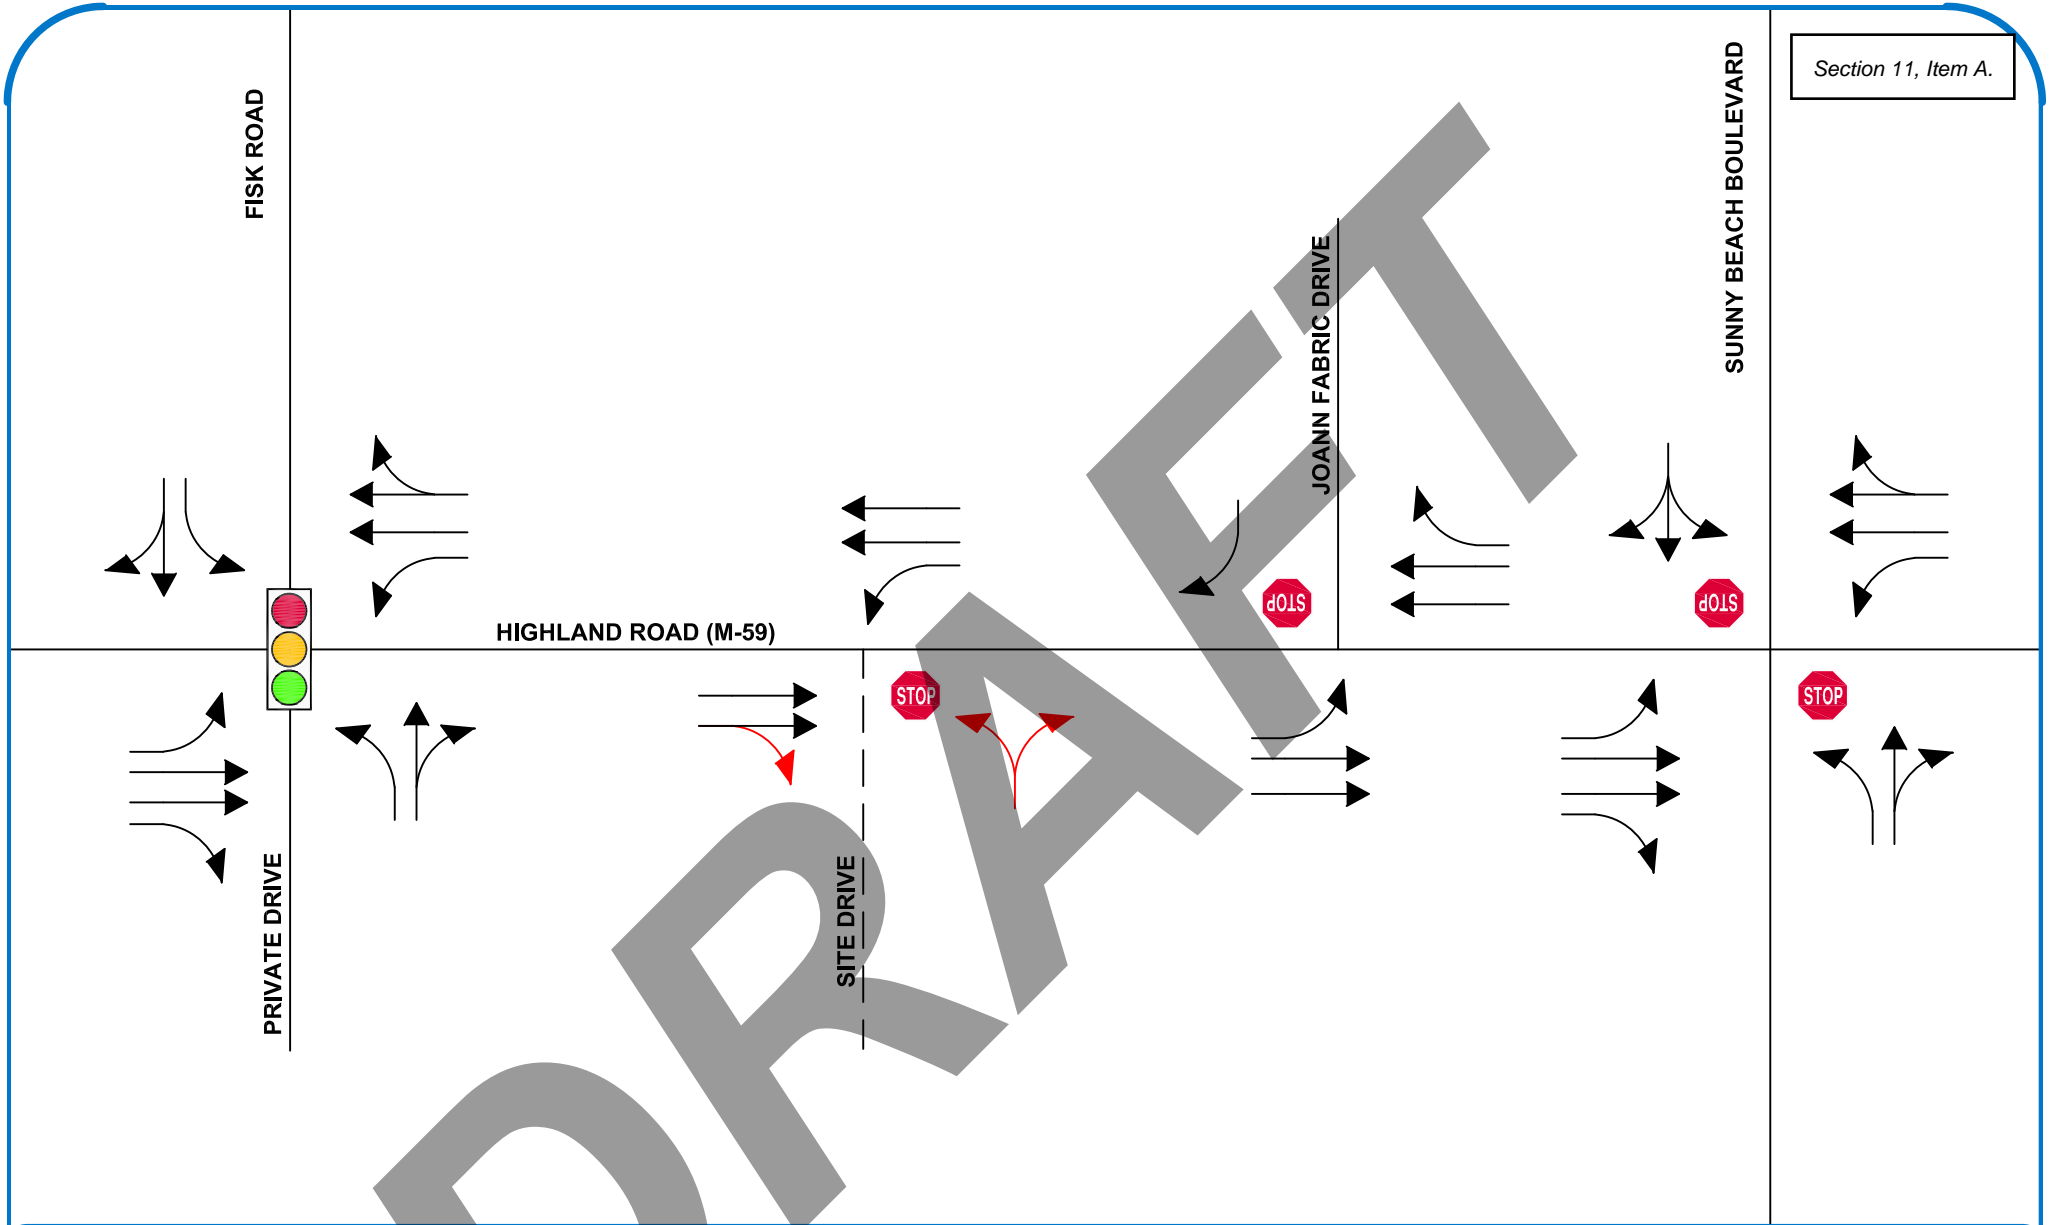 Section 11, Item A.
FISK ROAD
SUNNY BEACH BOULEVARD
JOANN FABRIC DRIVE
STOP
STOP
HIGHLAND ROAD (M-59)
STOP
STOP
PRIVATE DRIVE
SITE DRIVE
DRAFT